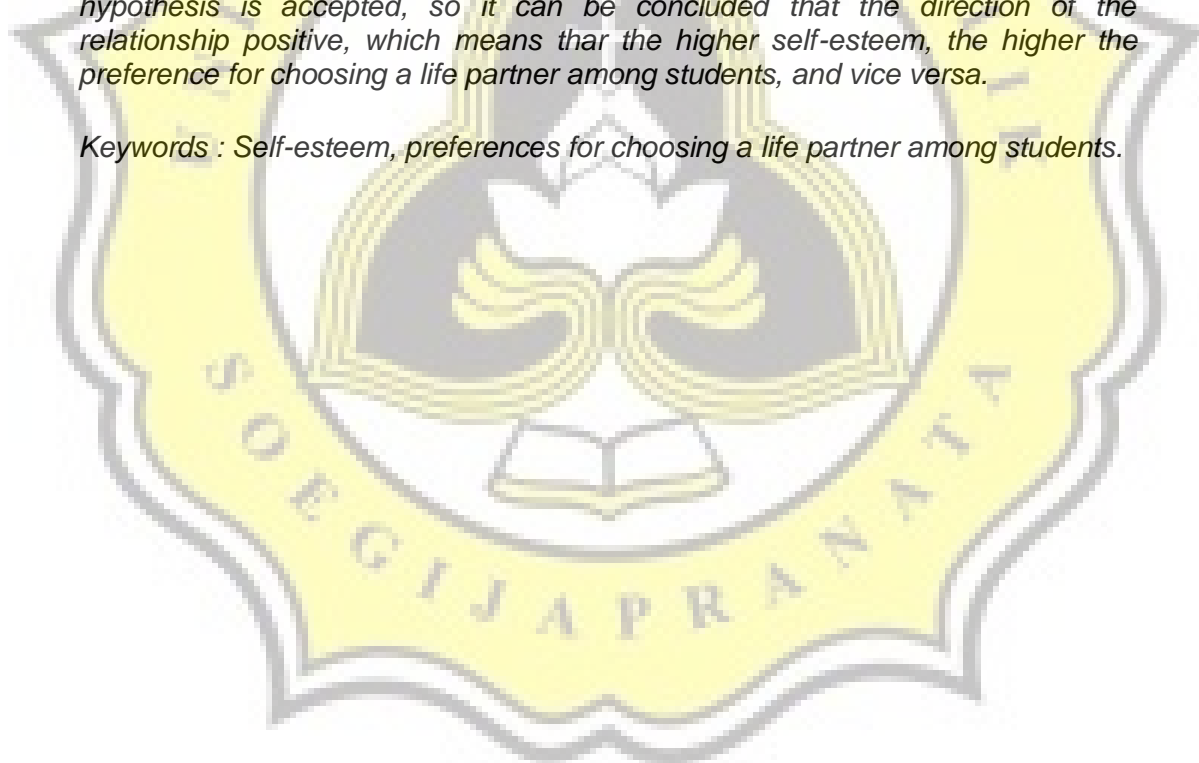 hypothesis is accepted, so it can be concluded that the direction of the
relationship positive, which means thar the higher self-esteem, the higher the
preference for choosing a life partner among students, and vice versa.
Keywords : Self-esteem, preferences for choosing a life partner among students.
SOEGIJAPRANATA